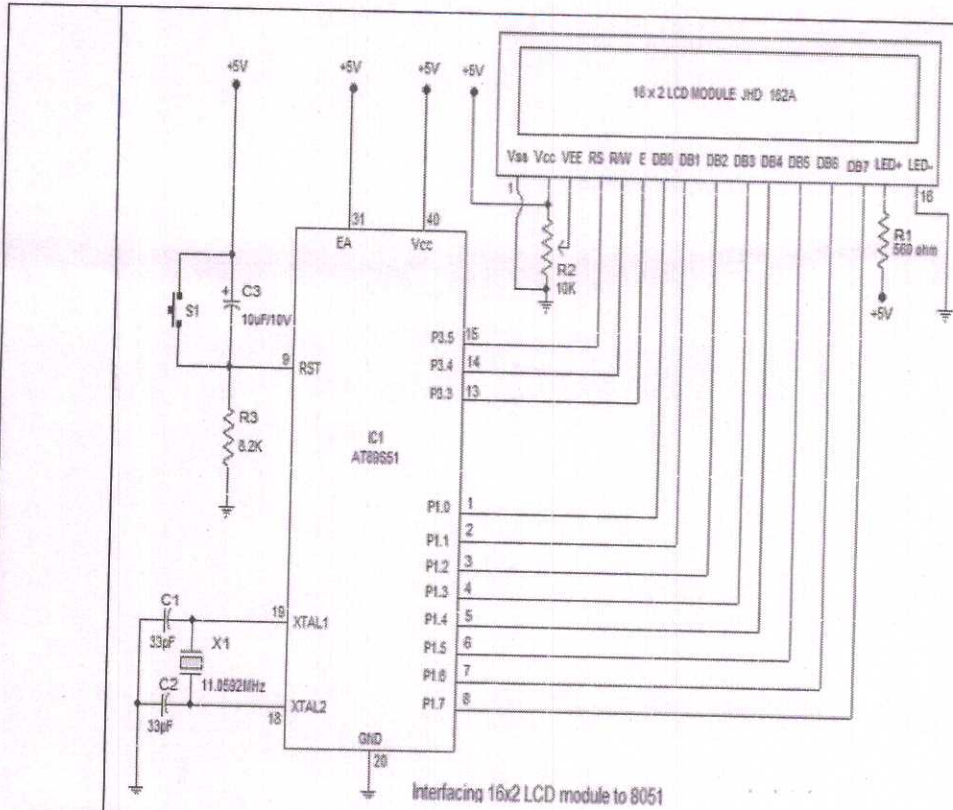 +5V +5V +5V +5V
16 x 2 LCD MODULE JHD 162A
Vss Vcc VEE RS R/W E DB0 DB1 DB2 DB3 DB4 DB5 DB6 DB7 LED+ LED-
1
16
31
40
EA
Vcc
R1
560 ohm
R2
10K
+5V
S1
+
C3
10uF/10V
9
RST
P3.5 15
P3.4 14
P3.3 13
R3
8.2K
IC1
AT89S51
P1.0 1
P1.1 2
P1.2 3
P1.3 4
P1.4 5
P1.5 6
P1.6 7
P1.7 8
C1
33pF
19
XTAL1
X1
11.0592MHz
C2
33pF
18
XTAL2
GND
20
Interfacing 16x2 LCD module to 8051